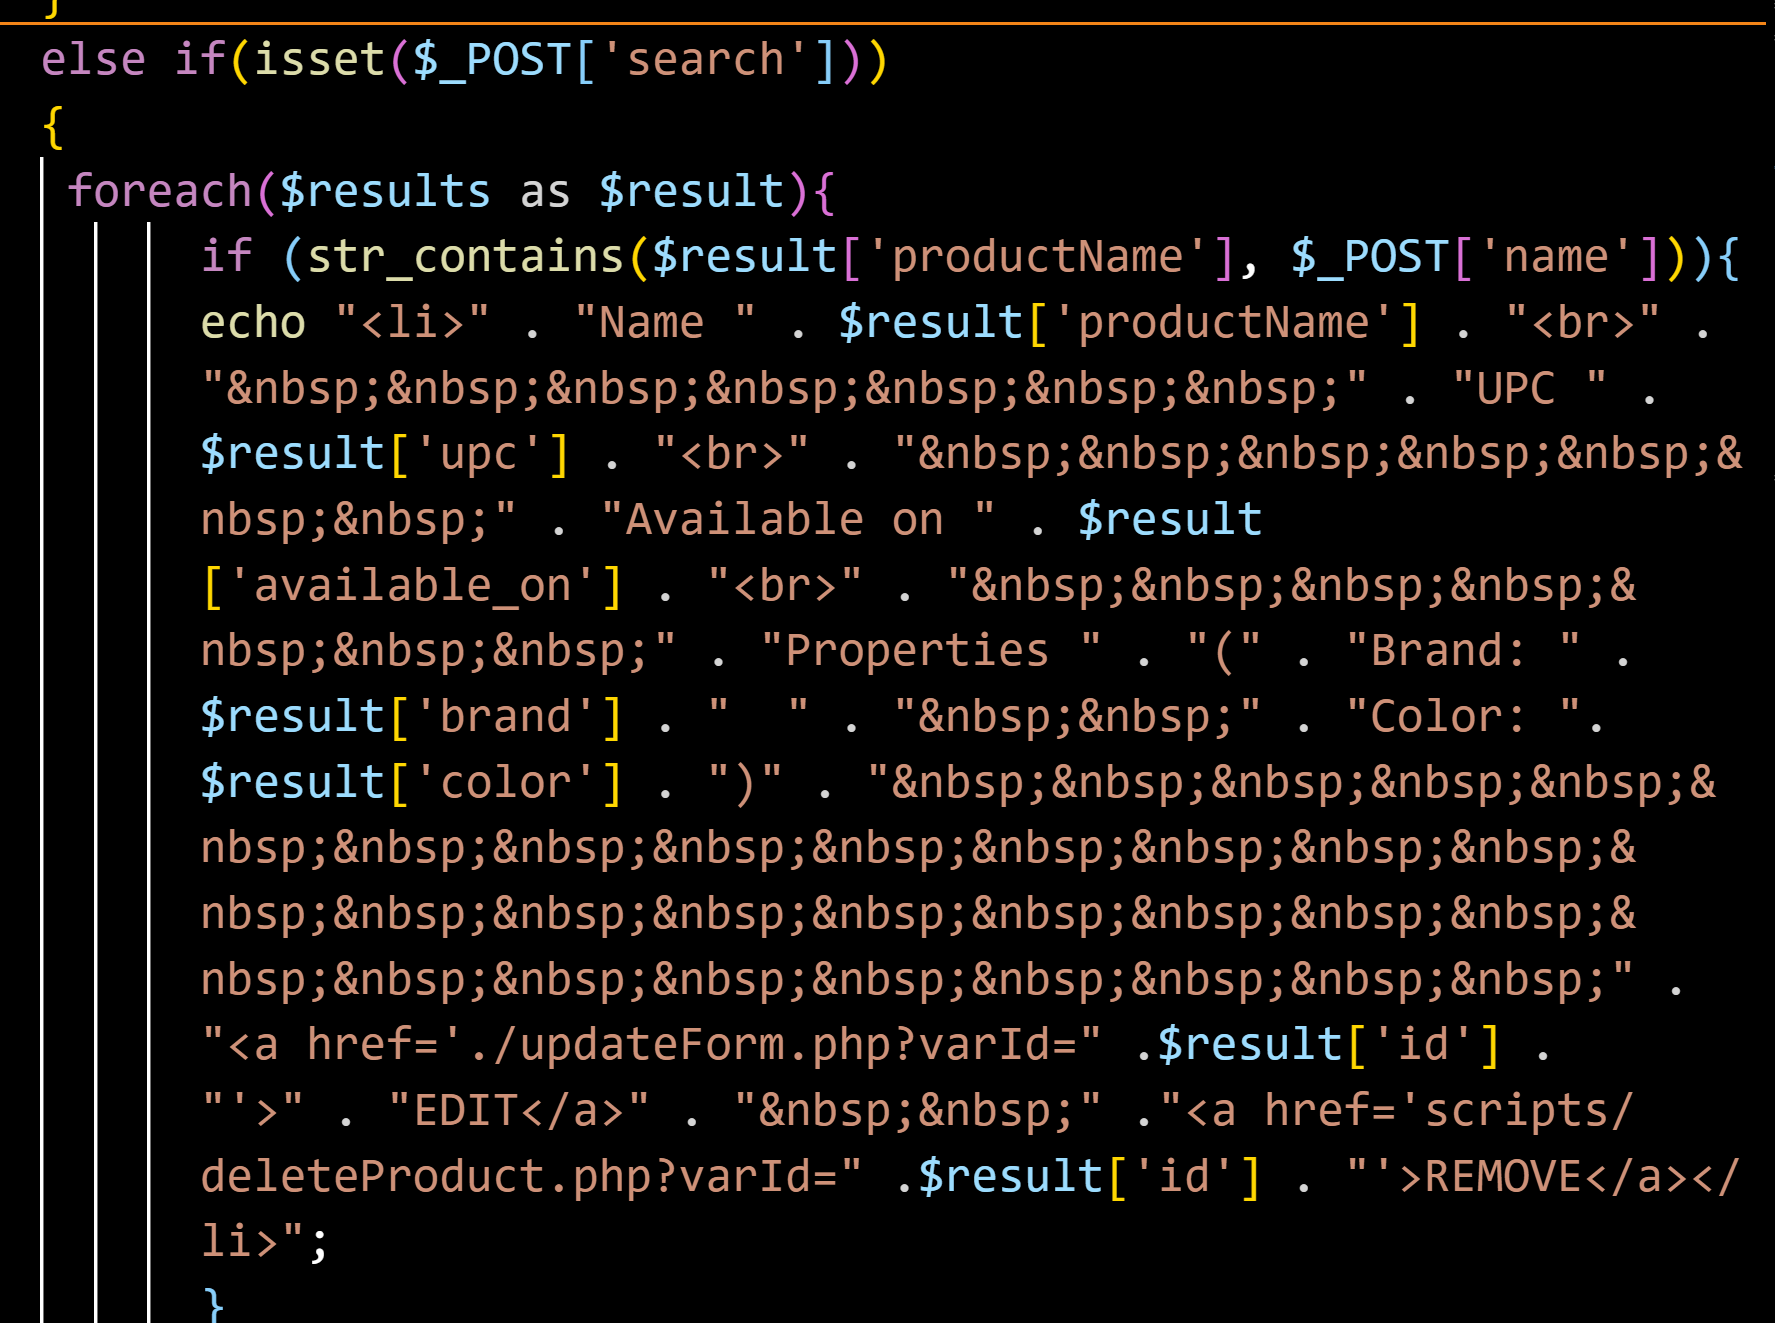 }
else if(isset($_POST['search']))
{
foreach($results as $result){
if (str_contains($result['productName'], $_POST['name'])){
echo "<li>" . "Name " . $result['productName'] . "<br>" .
"&nbsp;&nbsp;&nbsp;&nbsp;&nbsp;&nbsp;&nbsp;" . "UPC " .
$result['upc'] . "<br>" . "&nbsp;&nbsp;&nbsp;&nbsp;&nbsp;&
nbsp;&nbsp;" . "Available on " . $result
['available_on'] . "<br>" . "&nbsp;&nbsp;&nbsp;&nbsp;&
nbsp;&nbsp;&nbsp;" . "Properties " . "(" . "Brand: " .
$result['brand'] . "  " . "&nbsp;&nbsp;" . "Color: ".
$result['color'] . ")" . "&nbsp;&nbsp;&nbsp;&nbsp;&nbsp;&
nbsp;&nbsp;&nbsp;&nbsp;&nbsp;&nbsp;&nbsp;&nbsp;&nbsp;&
nbsp;&nbsp;&nbsp;&nbsp;&nbsp;&nbsp;&nbsp;&nbsp;&nbsp;&
nbsp;&nbsp;&nbsp;&nbsp;&nbsp;&nbsp;&nbsp;&nbsp;&nbsp;" .
"<a href='./updateForm.php?varId=" .$result['id'] .
"'>" . "EDIT</a>" . "&nbsp;&nbsp;" ."<a href='scripts/
deleteProduct.php?varId=" .$result['id'] . "'>REMOVE</a></
li>";
}